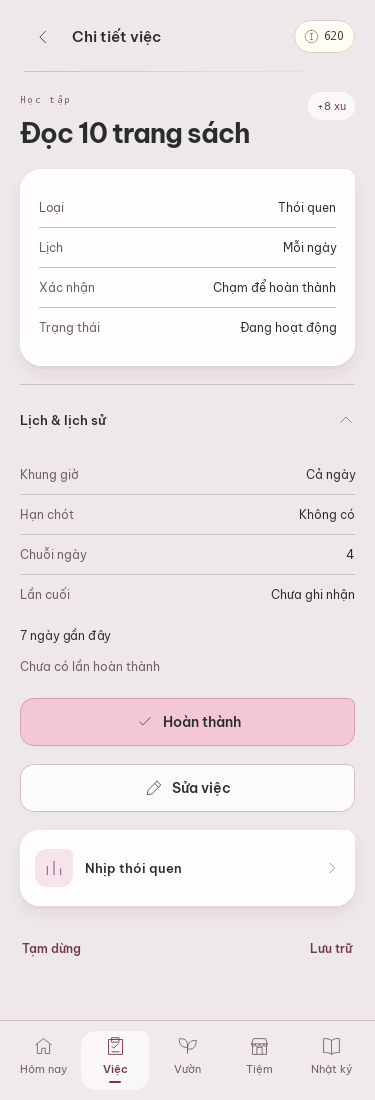 Chi tiết việc
620
Học tập
+8 xu
Đọc 10 trang sách
Loại Thói quen
Lịch Mỗi ngày
Xác nhận Chạm để hoàn thành
Trạng thái Đang hoạt động
Lịch & lịch sử
Khung giờ Cả ngày
Hạn chót Không có
Chuỗi ngày 4
Lần cuối Chưa ghi nhận
7 ngày gần đây
Chưa có lần hoàn thành
Hoàn thành
Sửa việc
Nhịp thói quen
Tạm dừng Lưu trữ
Hôm nay Việc Vườn Tiệm Nhật ký